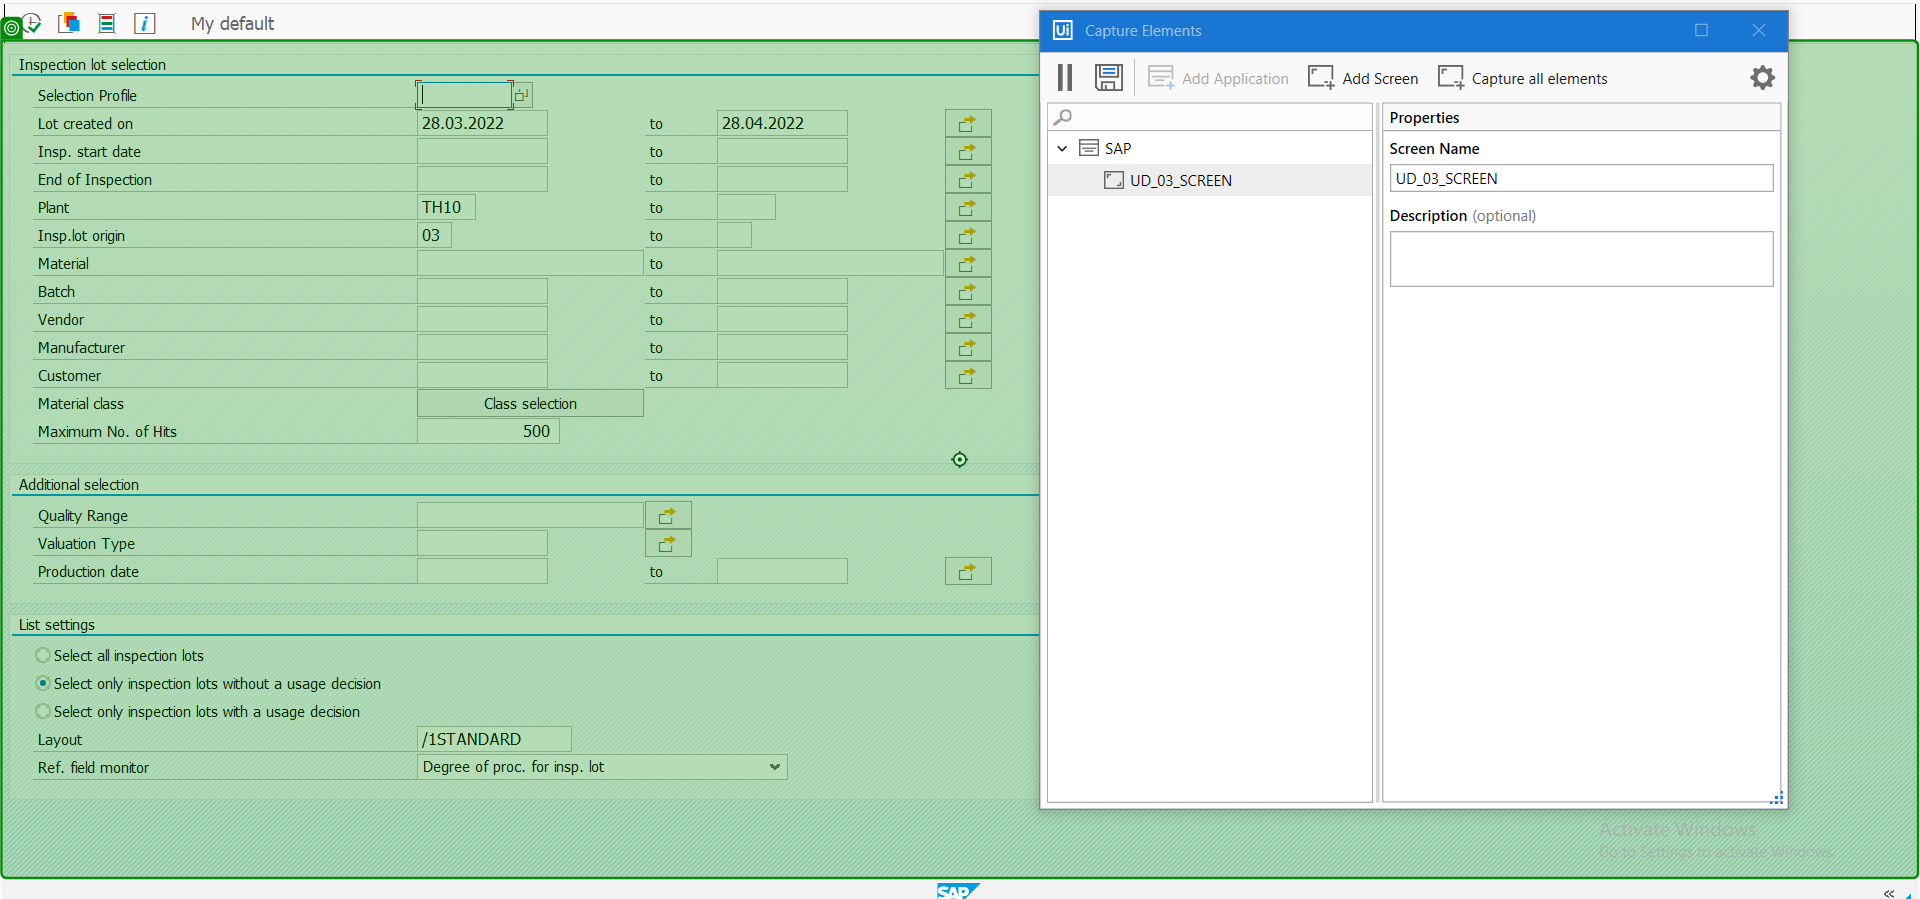 My default
Ui Capture Elements
Add Application Add Screen Capture all elements
Inspection lot selection
Selection Profile
Lot created on 28.03.2022 to 28.04.2022
Insp. start date to
End of Inspection to
Plant TH10 to
Insp.lot origin 03 to
Material to
Batch to
Vendor to
Manufacturer to
Customer to
Material class Class selection
Maximum No. of Hits 500
Additional selection
Quality Range
Valuation Type
Production date to
List settings
Select all inspection lots
Select only inspection lots without a usage decision
Select only inspection lots with a usage decision
Layout /1STANDARD
Ref. field monitor Degree of proc. for insp. lot
SAP
UD_03_SCREEN
Properties
Screen Name
UD_03_SCREEN
Description (optional)
Activate Windows
Go to Settings to activate Windows.
SAP